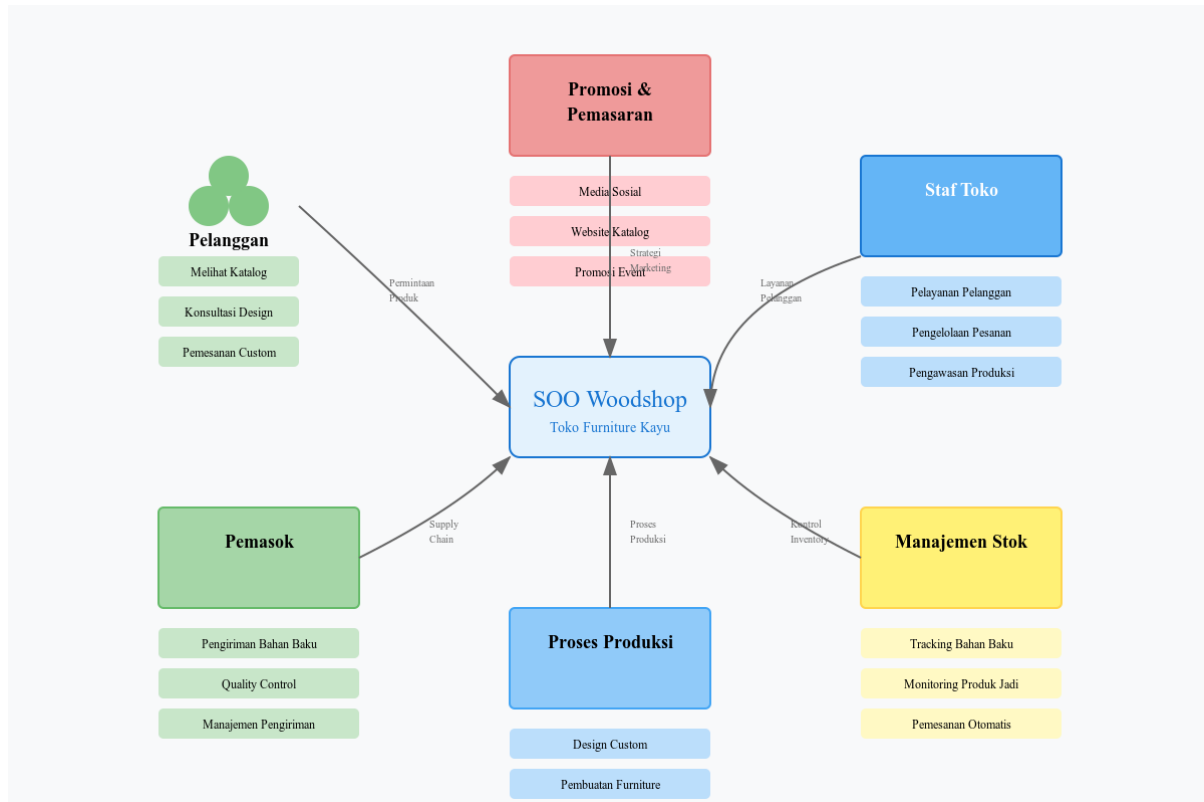 Promosi &
Pemasaran
Media Sosial
Website Katalog
Promosi Event
Strategi
Marketing
Pelanggan
Melihat Katalog
Konsultasi Design
Pemesanan Custom
Permintaan
Produk
Staf Toko
Pelayanan Pelanggan
Pengelolaan Pesanan
Pengawasan Produksi
Layanan
Pelanggan
SOO Woodshop
Toko Furniture Kayu
Pemasok
Pengiriman Bahan Baku
Quality Control
Manajemen Pengiriman
Supply
Chain
Proses
Produksi
Proses Produksi
Design Custom
Pembuatan Furniture
Kontrol
Inventory
Manajemen Stok
Tracking Bahan Baku
Monitoring Produk Jadi
Pemesanan Otomatis